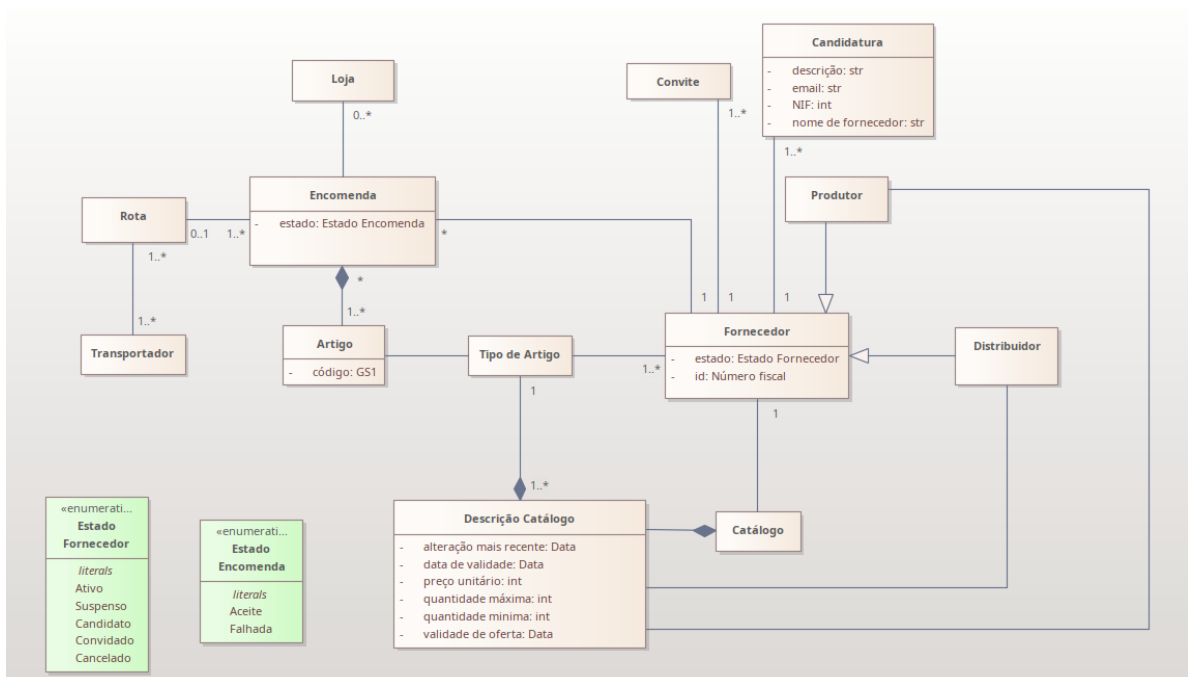 Candidatura
- descrição: str
- email: str
- NIF: int
- nome de fornecedor: str
Loja
Convite
0..*
1..*
1..*
Produtor
Encomenda
- estado: Estado Encomenda
Rota
0..1
1..*
*
1..*
*
1..*
1..*
1
1
1
Transportador
Artigo
- código: GS1
Tipo de Artigo
1..*
1
Fornecedor
- estado: Estado Fornecedor
- id: Número fiscal
1
Distribuidor
1..*
Descrição Catálogo
- alteração mais recente: Data
- data de validade: Data
- preço unitário: int
- quantidade máxima: int
- quantidade minima: int
- validade de oferta: Data
Catálogo
«enumerati...
Estado
Fornecedor
literals
Ativo
Suspenso
Candidato
Convidado
Cancelado
«enumerati...
Estado
Encomenda
literals
Aceite
Falhada